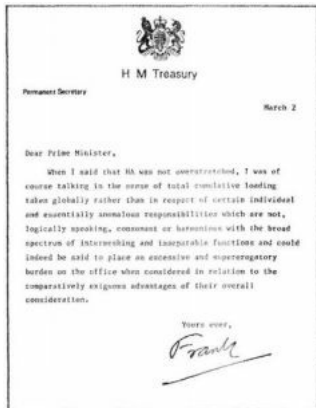 H M Treasury
Permanent Secretary
March 2
Dear Prime Minister,
When I said that HA was not overstretched, I was of
course talking in the sense of total cumulative loading
taken globally rather than in respect of certain individual
and essentially anomalous responsibilities which are not,
logically speaking, consonant or harmonious with the broad
spectrum of intermeshing and inseparable functions and could
indeed be said to place an excessive and supererogatory
burden on the office when considered in relation to the
comparatively exiguous advantages of their overall
consideration.
Yours ever,
Frank